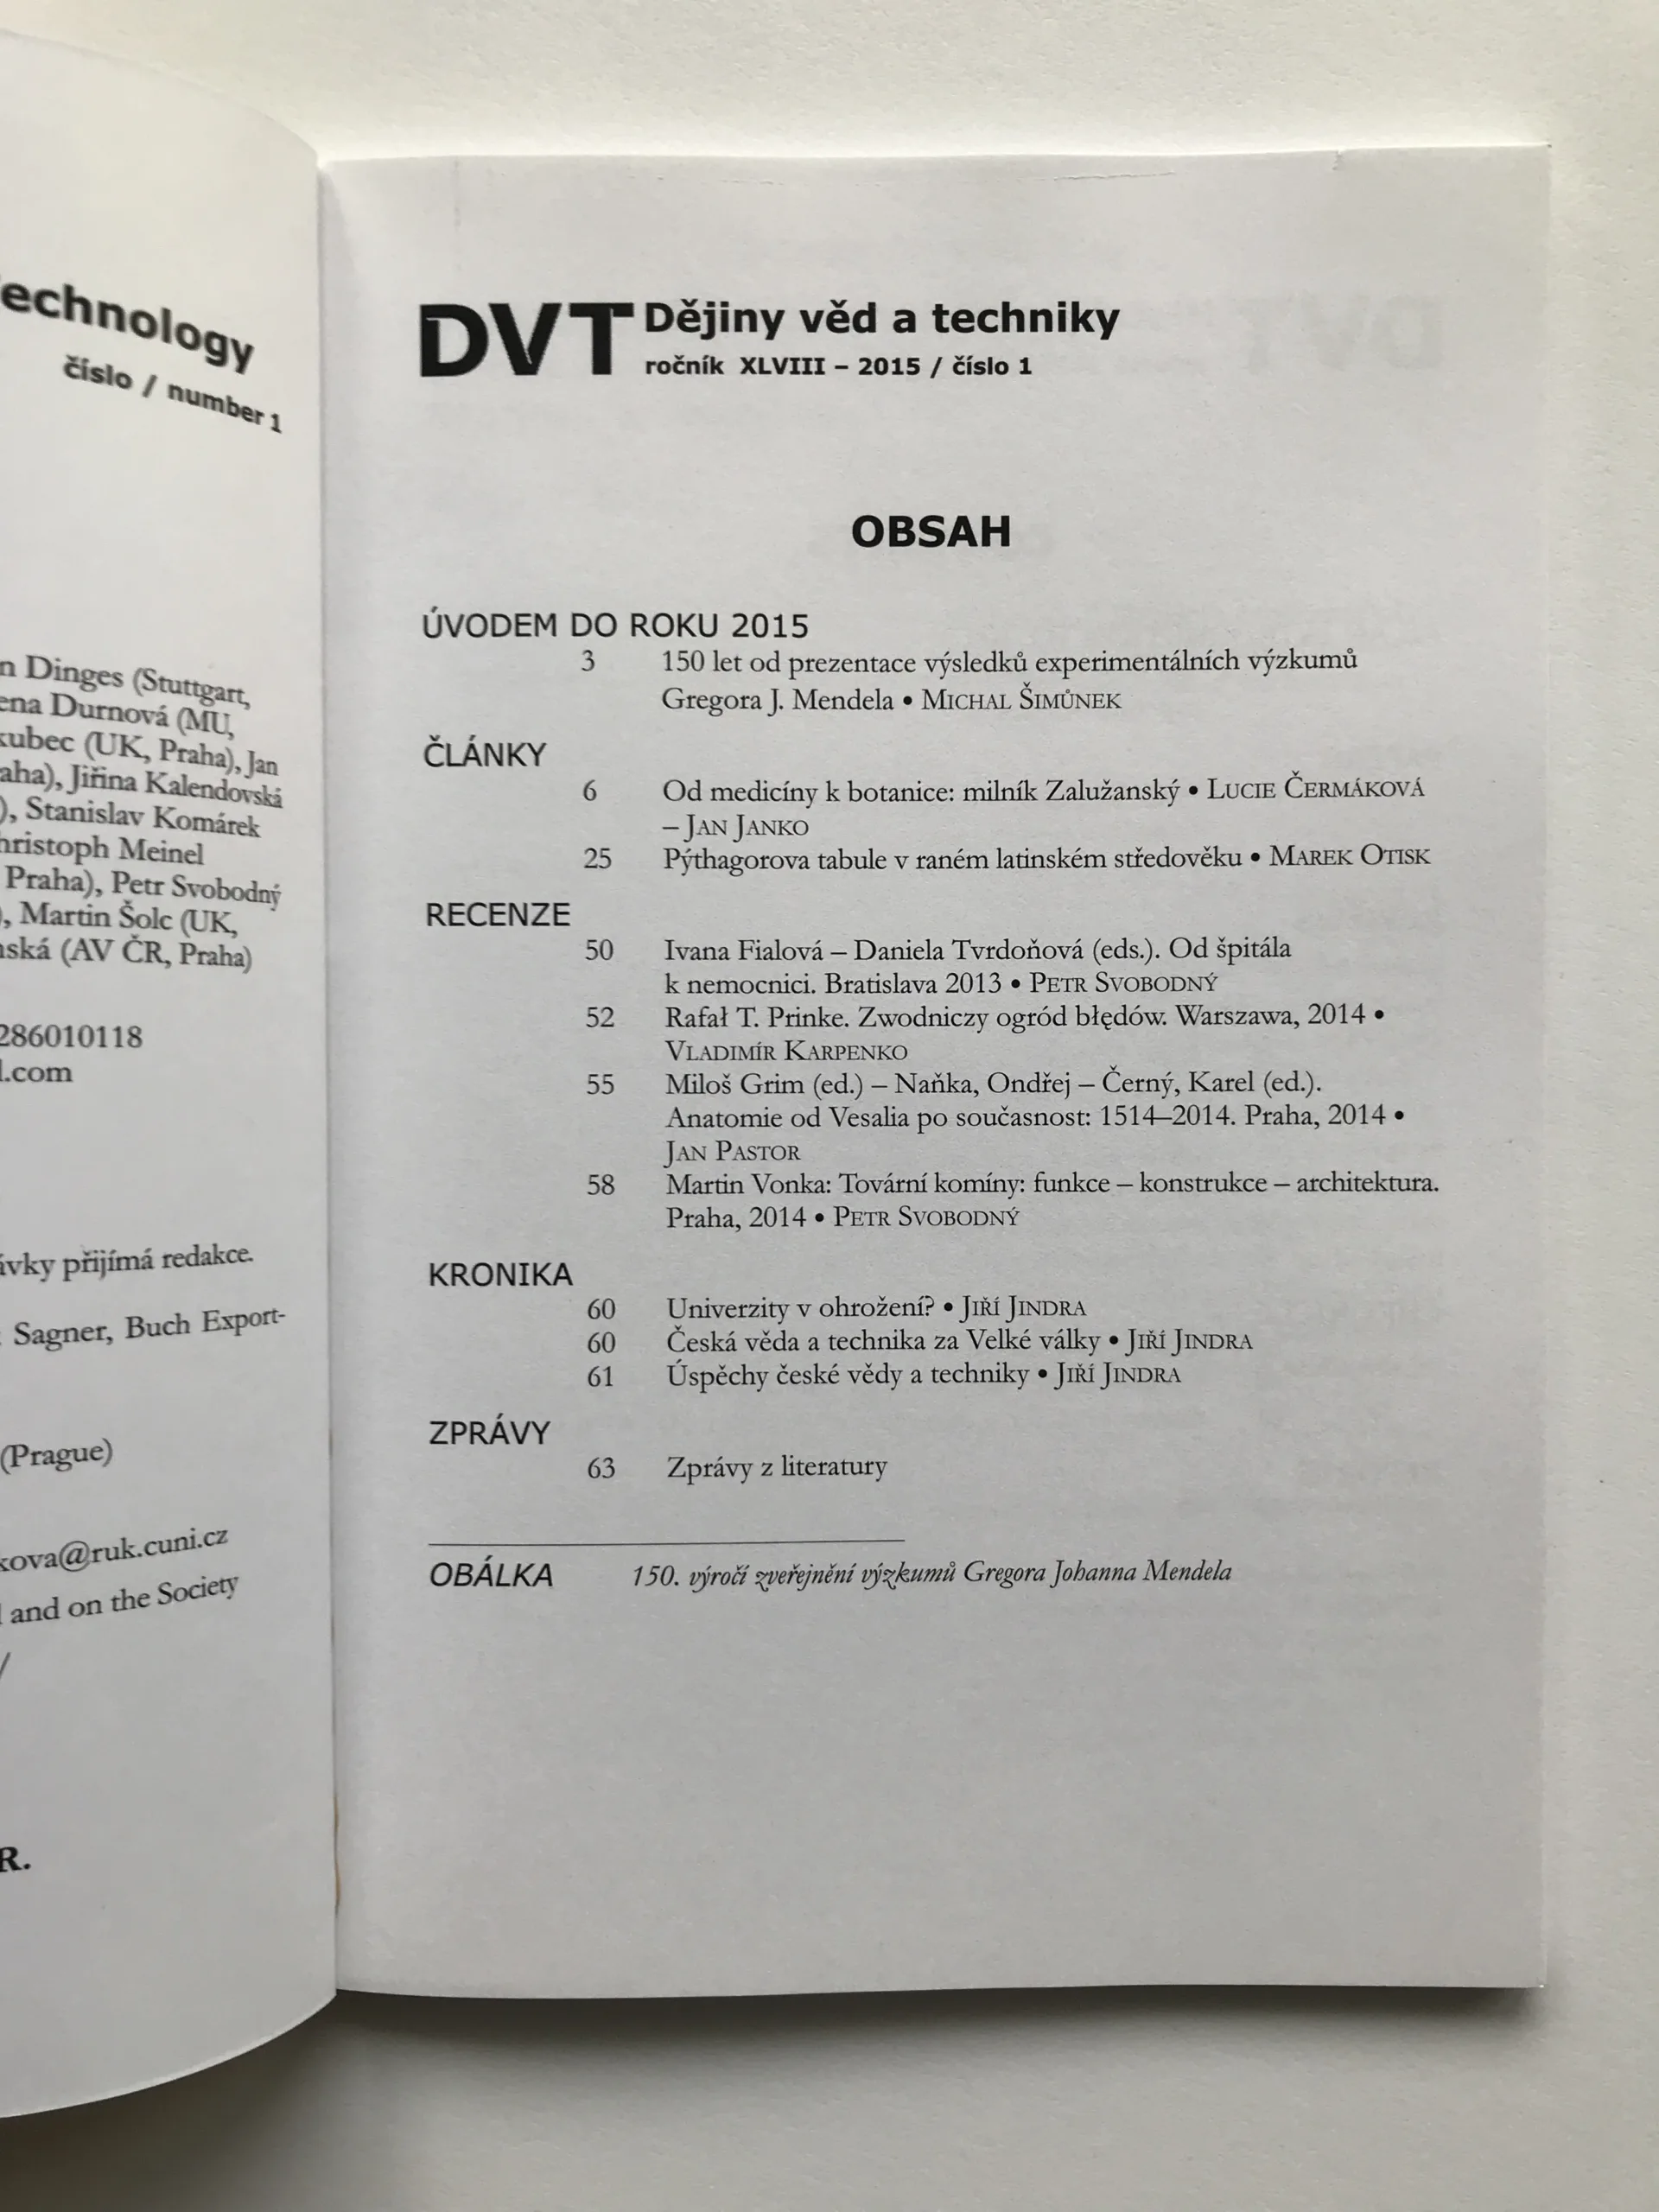 číslo / number 1
Dinges (Stuttgart,
Durnová (MU,
(UK, Praha), Jan
Jiřina Kalendovská
Stanislav Komárek
Meinel
Praha), Petr Svobodný
Martin Šolc (UK,
(AV ČR, Praha)
286010118
.com
přijímá redakce.
Sagner, Buch Export-
(Prague)
kova@ruk.cuni.cz
and on the Society
/
R.
DVT Dějiny věd a techniky
ročník XLVIII – 2015 / číslo 1
OBSAH
ÚVODEM DO ROKU 2015
3 150 let od prezentace výsledků experimentálních výzkumů
Gregora J. Mendela • MICHAL ŠIMŮNEK
ČLÁNKY
6 Od medicíny k botanice: milník Zalužanský • LUCIE ČERMÁKOVÁ
– JAN JANKO
25 Pýthagorova tabule v raném latinském středověku • MAREK OTISK
RECENZE
50 Ivana Fialová – Daniela Tvrdoňová (eds.). Od špitála
k nemocnici. Bratislava 2013 • PETR SVOBODNÝ
52 Rafał T. Prinke. Zwodniczy ogród błędów. Warszawa, 2014 •
VLADIMÍR KARPENKO
55 Miloš Grim (ed.) – Naňka, Ondřej – Černý, Karel (ed.).
Anatomie od Vesalia po současnost: 1514–2014. Praha, 2014 •
JAN PASTOR
58 Martin Vonka: Tovární komíny: funkce – konstrukce – architektura.
Praha, 2014 • PETR SVOBODNÝ
KRONIKA
60 Univerzity v ohrožení? • JIŘÍ JINDRA
60 Česká věda a technika za Velké války • JIŘÍ JINDRA
61 Úspěchy české vědy a techniky • JIŘÍ JINDRA
ZPRÁVY
63 Zprávy z literatury
OBÁLKA 150. výročí zveřejnění výzkumů Gregora Johanna Mendela